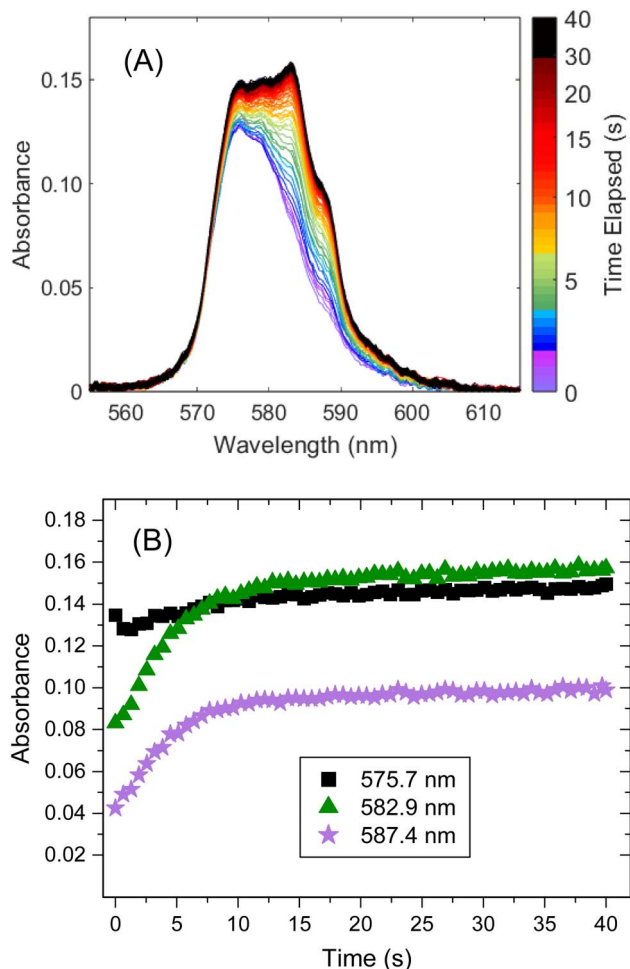 (A)
Absorbance
0.15
0.10
0.05
0
560 570 580 590 600 610
Wavelength (nm)
40
30
20
10
5
0
Time Elapsed (s)
(B)
Absorbance
0.18
0.16
0.14
0.12
0.10
0.08
0.06
0.04
0.02
575.7 nm
582.9 nm
587.4 nm
0 5 10 15 20 25 30 35 40
Time (s)